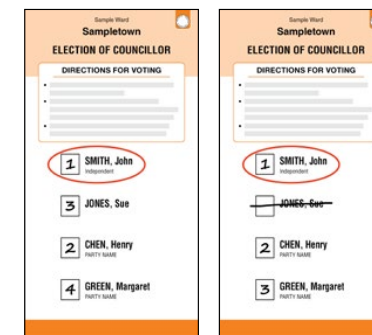 Sample Ward
Sampletown
ELECTION OF COUNCILLOR
DIRECTIONS FOR VOTING
1 SMITH, John
Independent
3 JONES, Sue
2 CHEN, Henry
PARTY NAME
4 GREEN, Margaret
PARTY NAME
Sample Ward
Sampletown
ELECTION OF COUNCILLOR
DIRECTIONS FOR VOTING
1 SMITH, John
Independent
JONES, Sue
2 CHEN, Henry
PARTY NAME
3 GREEN, Margaret
PARTY NAME